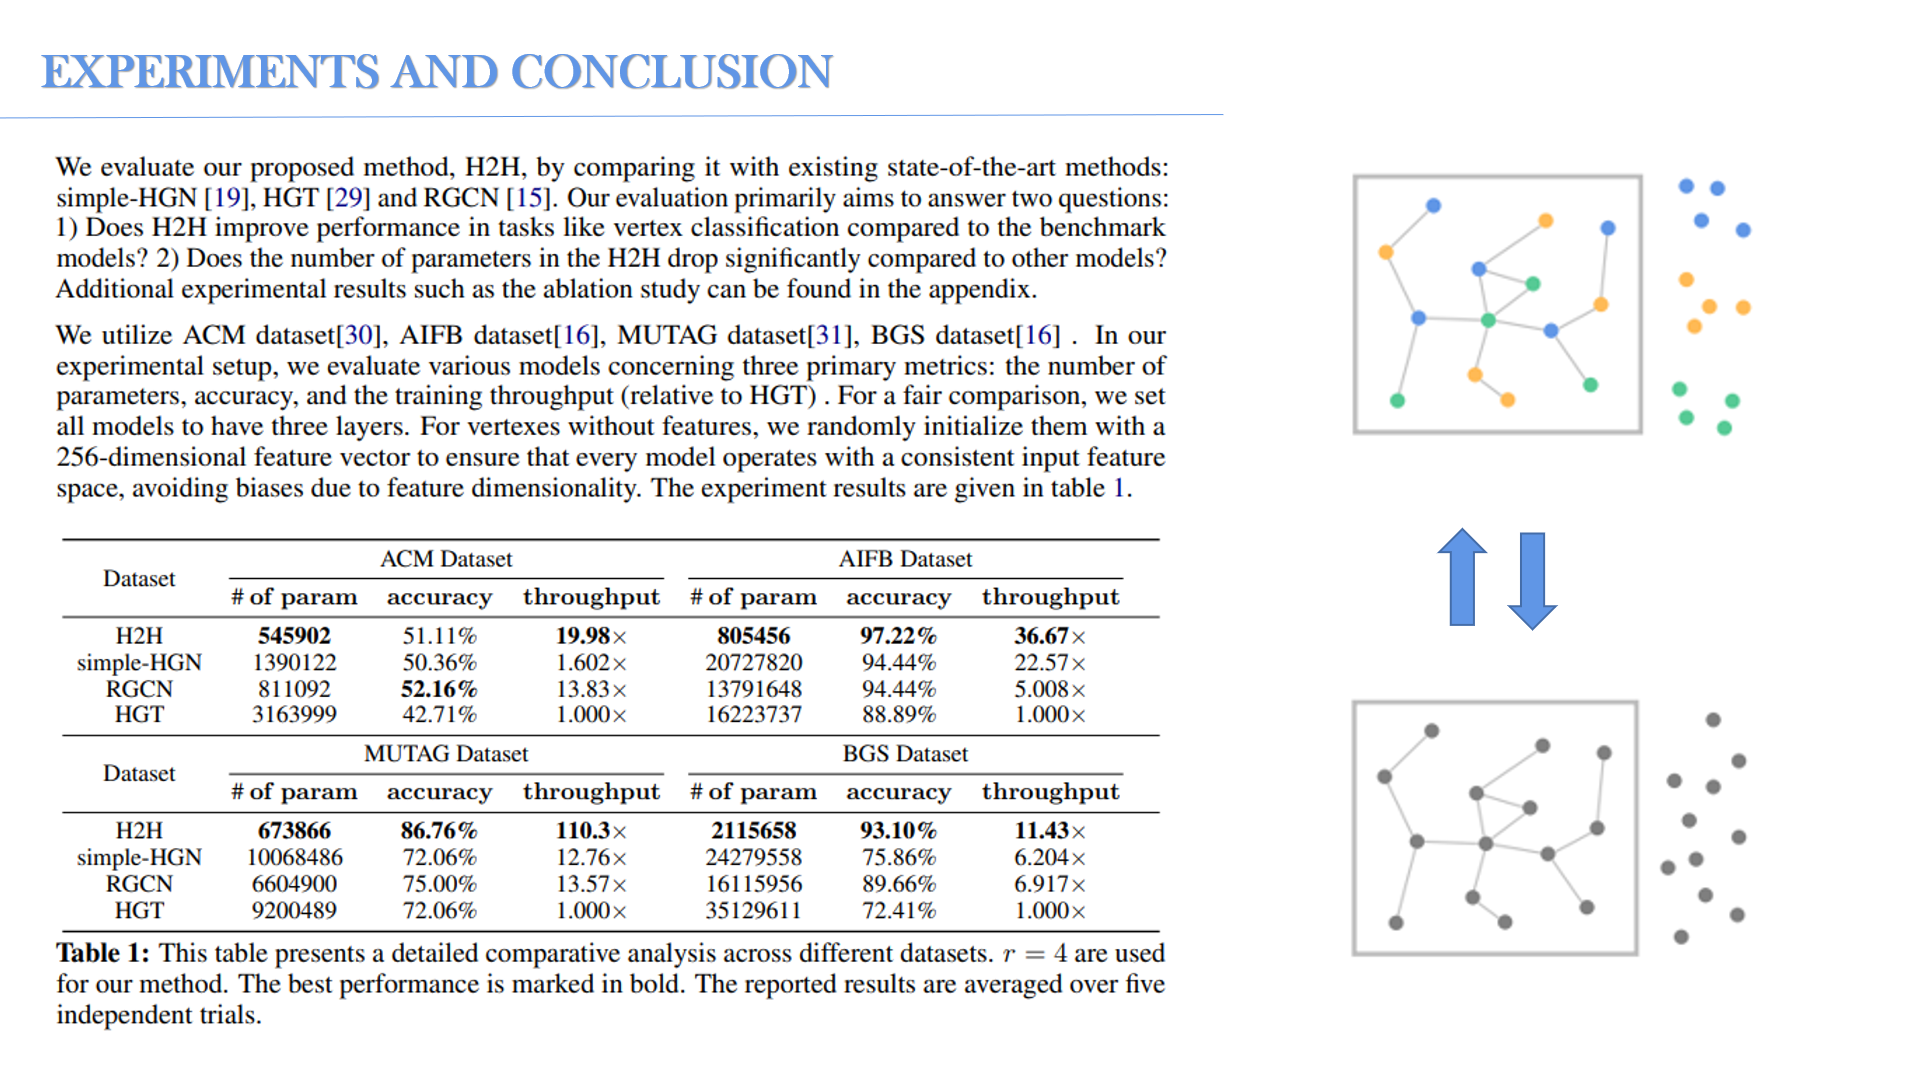 EXPERIMENTS AND CONCLUSION
We evaluate our proposed method, H2H, by comparing it with existing state-of-the-art methods:
simple-HGN [19], HGT [29] and RGCN [15]. Our evaluation primarily aims to answer two questions:
1) Does H2H improve performance in tasks like vertex classification compared to the benchmark
models? 2) Does the number of parameters in the H2H drop significantly compared to other models?
Additional experimental results such as the ablation study can be found in the appendix.
We utilize ACM dataset[30], AIFB dataset[16], MUTAG dataset[31], BGS dataset[16] . In our
experimental setup, we evaluate various models concerning three primary metrics: the number of
parameters, accuracy, and the training throughput (relative to HGT) . For a fair comparison, we set
all models to have three layers. For vertexes without features, we randomly initialize them with a
256-dimensional feature vector to ensure that every model operates with a consistent input feature
space, avoiding biases due to feature dimensionality. The experiment results are given in table 1.
Dataset ACM Dataset AIFB Dataset
# of param accuracy throughput # of param accuracy throughput
H2H 545902 51.11% 19.98× 805456 97.22% 36.67×
simple-HGN 1390122 50.36% 1.602× 20727820 94.44% 22.57×
RGCN 811092 52.16% 13.83× 13791648 94.44% 5.008×
HGT 3163999 42.71% 1.000× 16223737 88.89% 1.000×
Dataset MUTAG Dataset BGS Dataset
# of param accuracy throughput # of param accuracy throughput
H2H 673866 86.76% 110.3× 2115658 93.10% 11.43×
simple-HGN 10068486 72.06% 12.76× 24279558 75.86% 6.204×
RGCN 6604900 75.00% 13.57× 16115956 89.66% 6.917×
HGT 9200489 72.06% 1.000× 35129611 72.41% 1.000×
Table 1: This table presents a detailed comparative analysis across different datasets. r = 4 are used
for our method. The best performance is marked in bold. The reported results are averaged over five
independent trials.